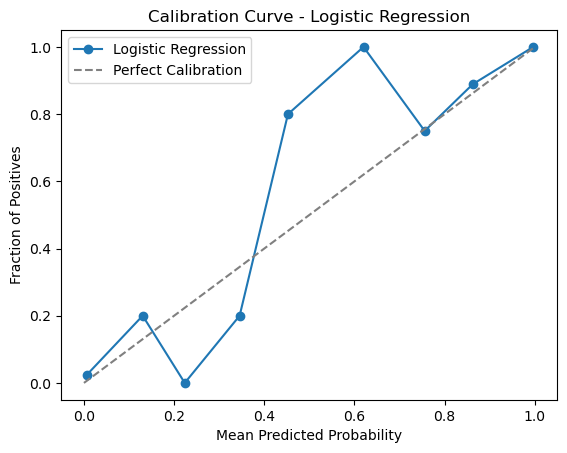 Calibration Curve - Logistic Regression
Logistic Regression
Perfect Calibration
Fraction of Positives
1.0
0.8
0.6
0.4
0.2
0.0
0.0 0.2 0.4 0.6 0.8 1.0
Mean Predicted Probability